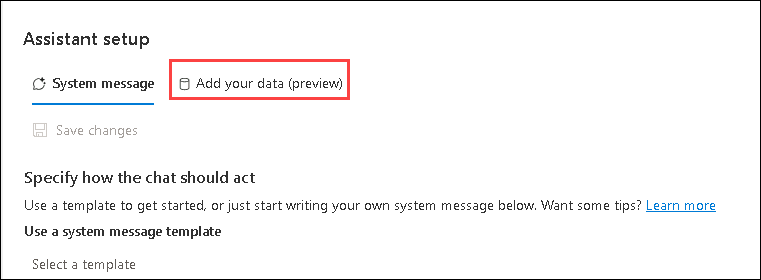 Assistant setup
System message
Add your data (preview)
Save changes
Specify how the chat should act
Use a template to get started, or just start writing your own system message below. Want some tips? Learn more
Use a system message template
Select a template